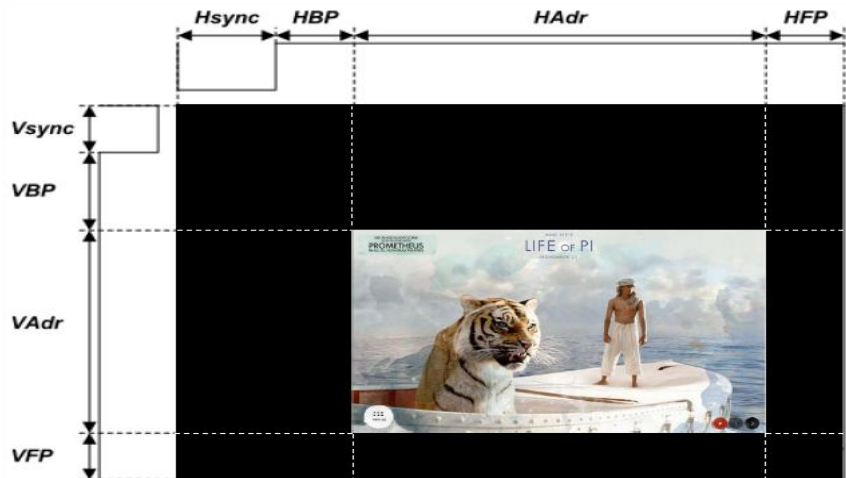 Hsync HBP HAdr HFP
Vsync
VBP
PROMETHEUS
LIFE OF PI
VAdr
VFP